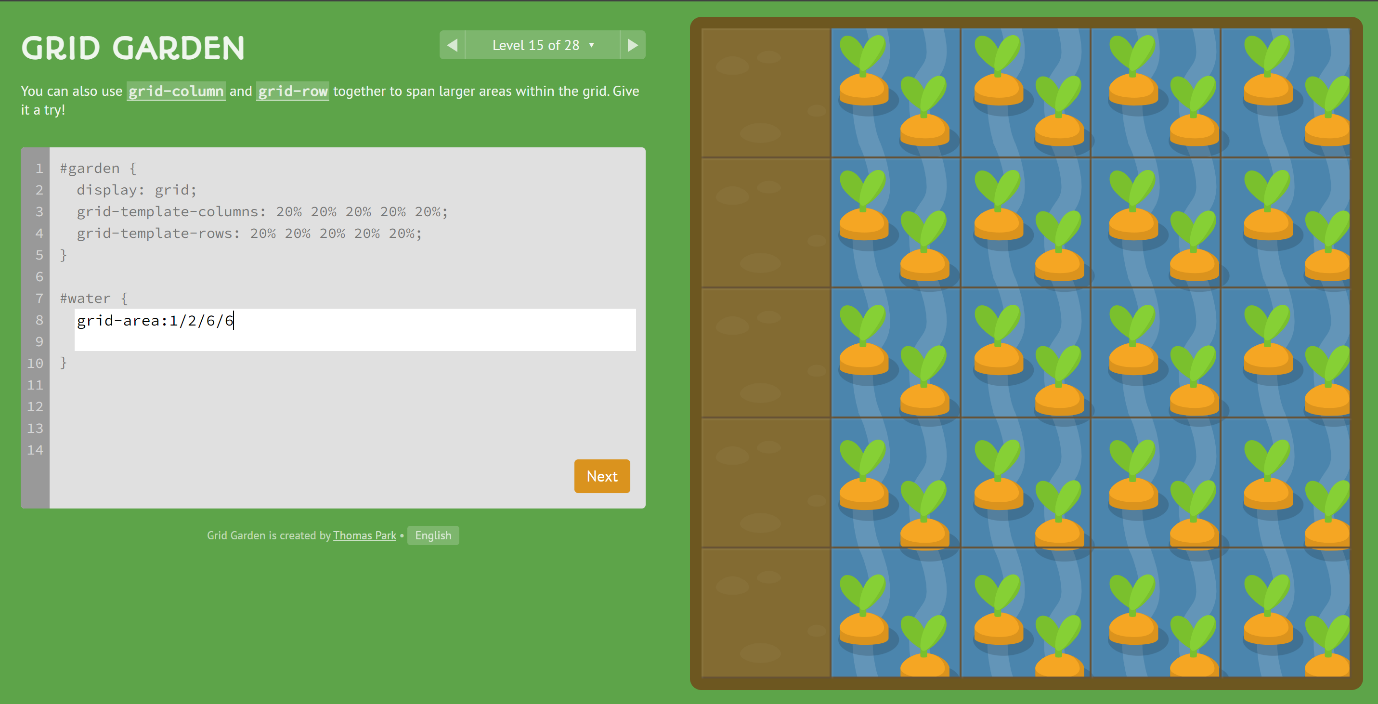 GRID GARDEN
◀ Level 15 of 28 ▾ ▶
You can also use grid-column and grid-row together to span larger areas within the grid. Give
it a try!
1 #garden {
2 display: grid;
3 grid-template-columns: 20% 20% 20% 20% 20%;
4 grid-template-rows: 20% 20% 20% 20% 20%;
5 }
6
7 #water {
8 grid-area:1/2/6/6
9
10 }
11
12
13
14
Next
Grid Garden is created by Thomas Park • English